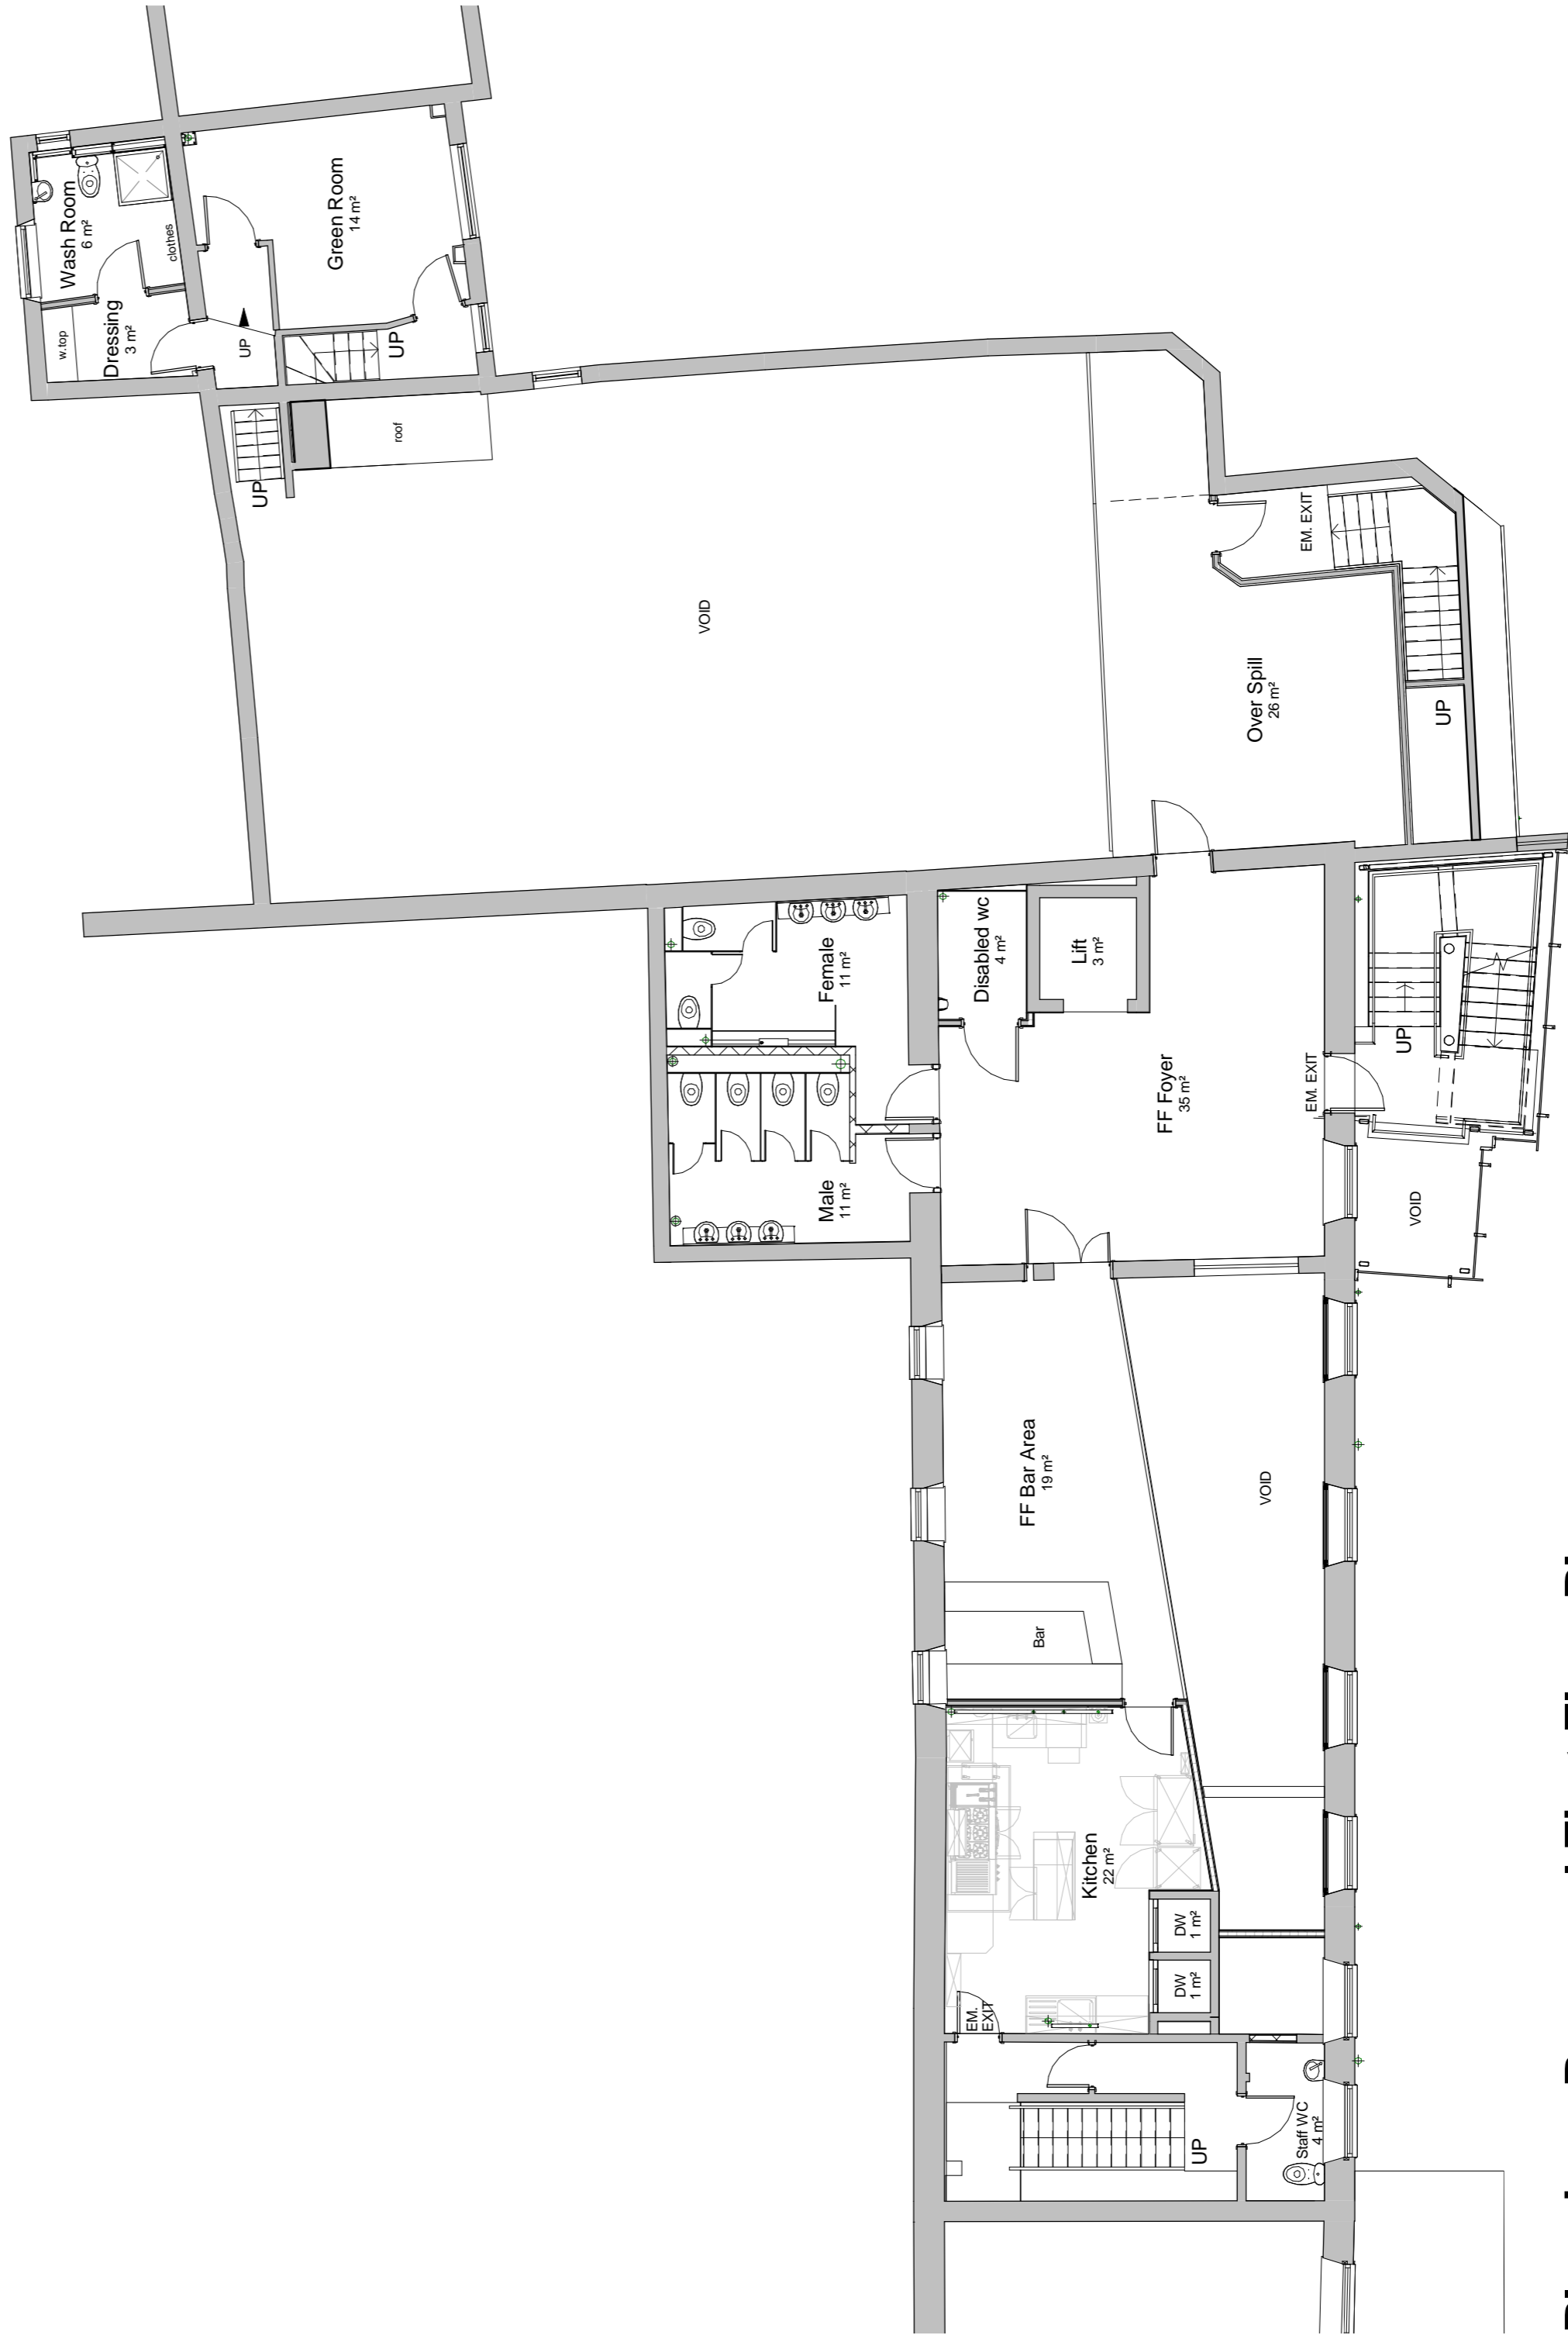 Wash Room
6 m²
clothes
w.top
Dressing
3 m²
UP
Green Room
14 m²
UP
UP
roof
VOID
EM. EXIT
Over Spill
26 m²
UP
Female
11 m²
Disabled wc
4 m²
Lift
3 m²
UP
EM. EXIT
FF Foyer
35 m²
Male
11 m²
VOID
FF Bar Area
19 m²
VOID
Bar
Kitchen
22 m²
DW
1 m²
DW
1 m²
EM.
EXIT
UP
Staff WC
4 m²